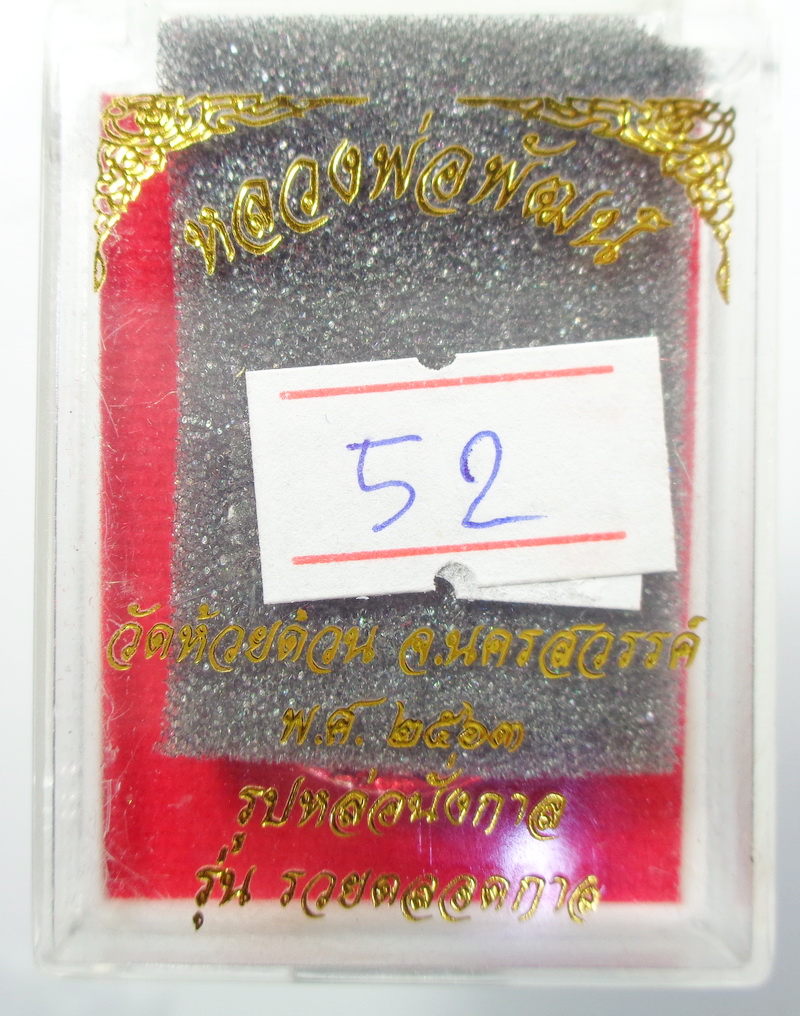 หลวงพ่อพัฒน์
52
วัดห้วยด้วน จ.นครสวรรค์
พ.ศ. ๒๕๖๓
รูปหล่อนั่งกาล
รุ่น รวยตลอดกาล